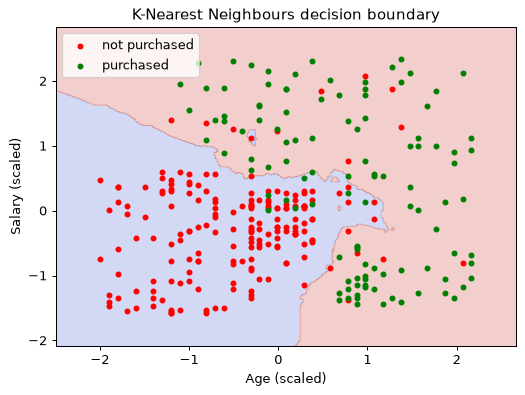 K-Nearest Neighbours decision boundary
not purchased
purchased
Salary (scaled)
2
1
0
−1
−2
−2
−1
0
1
2
Age (scaled)